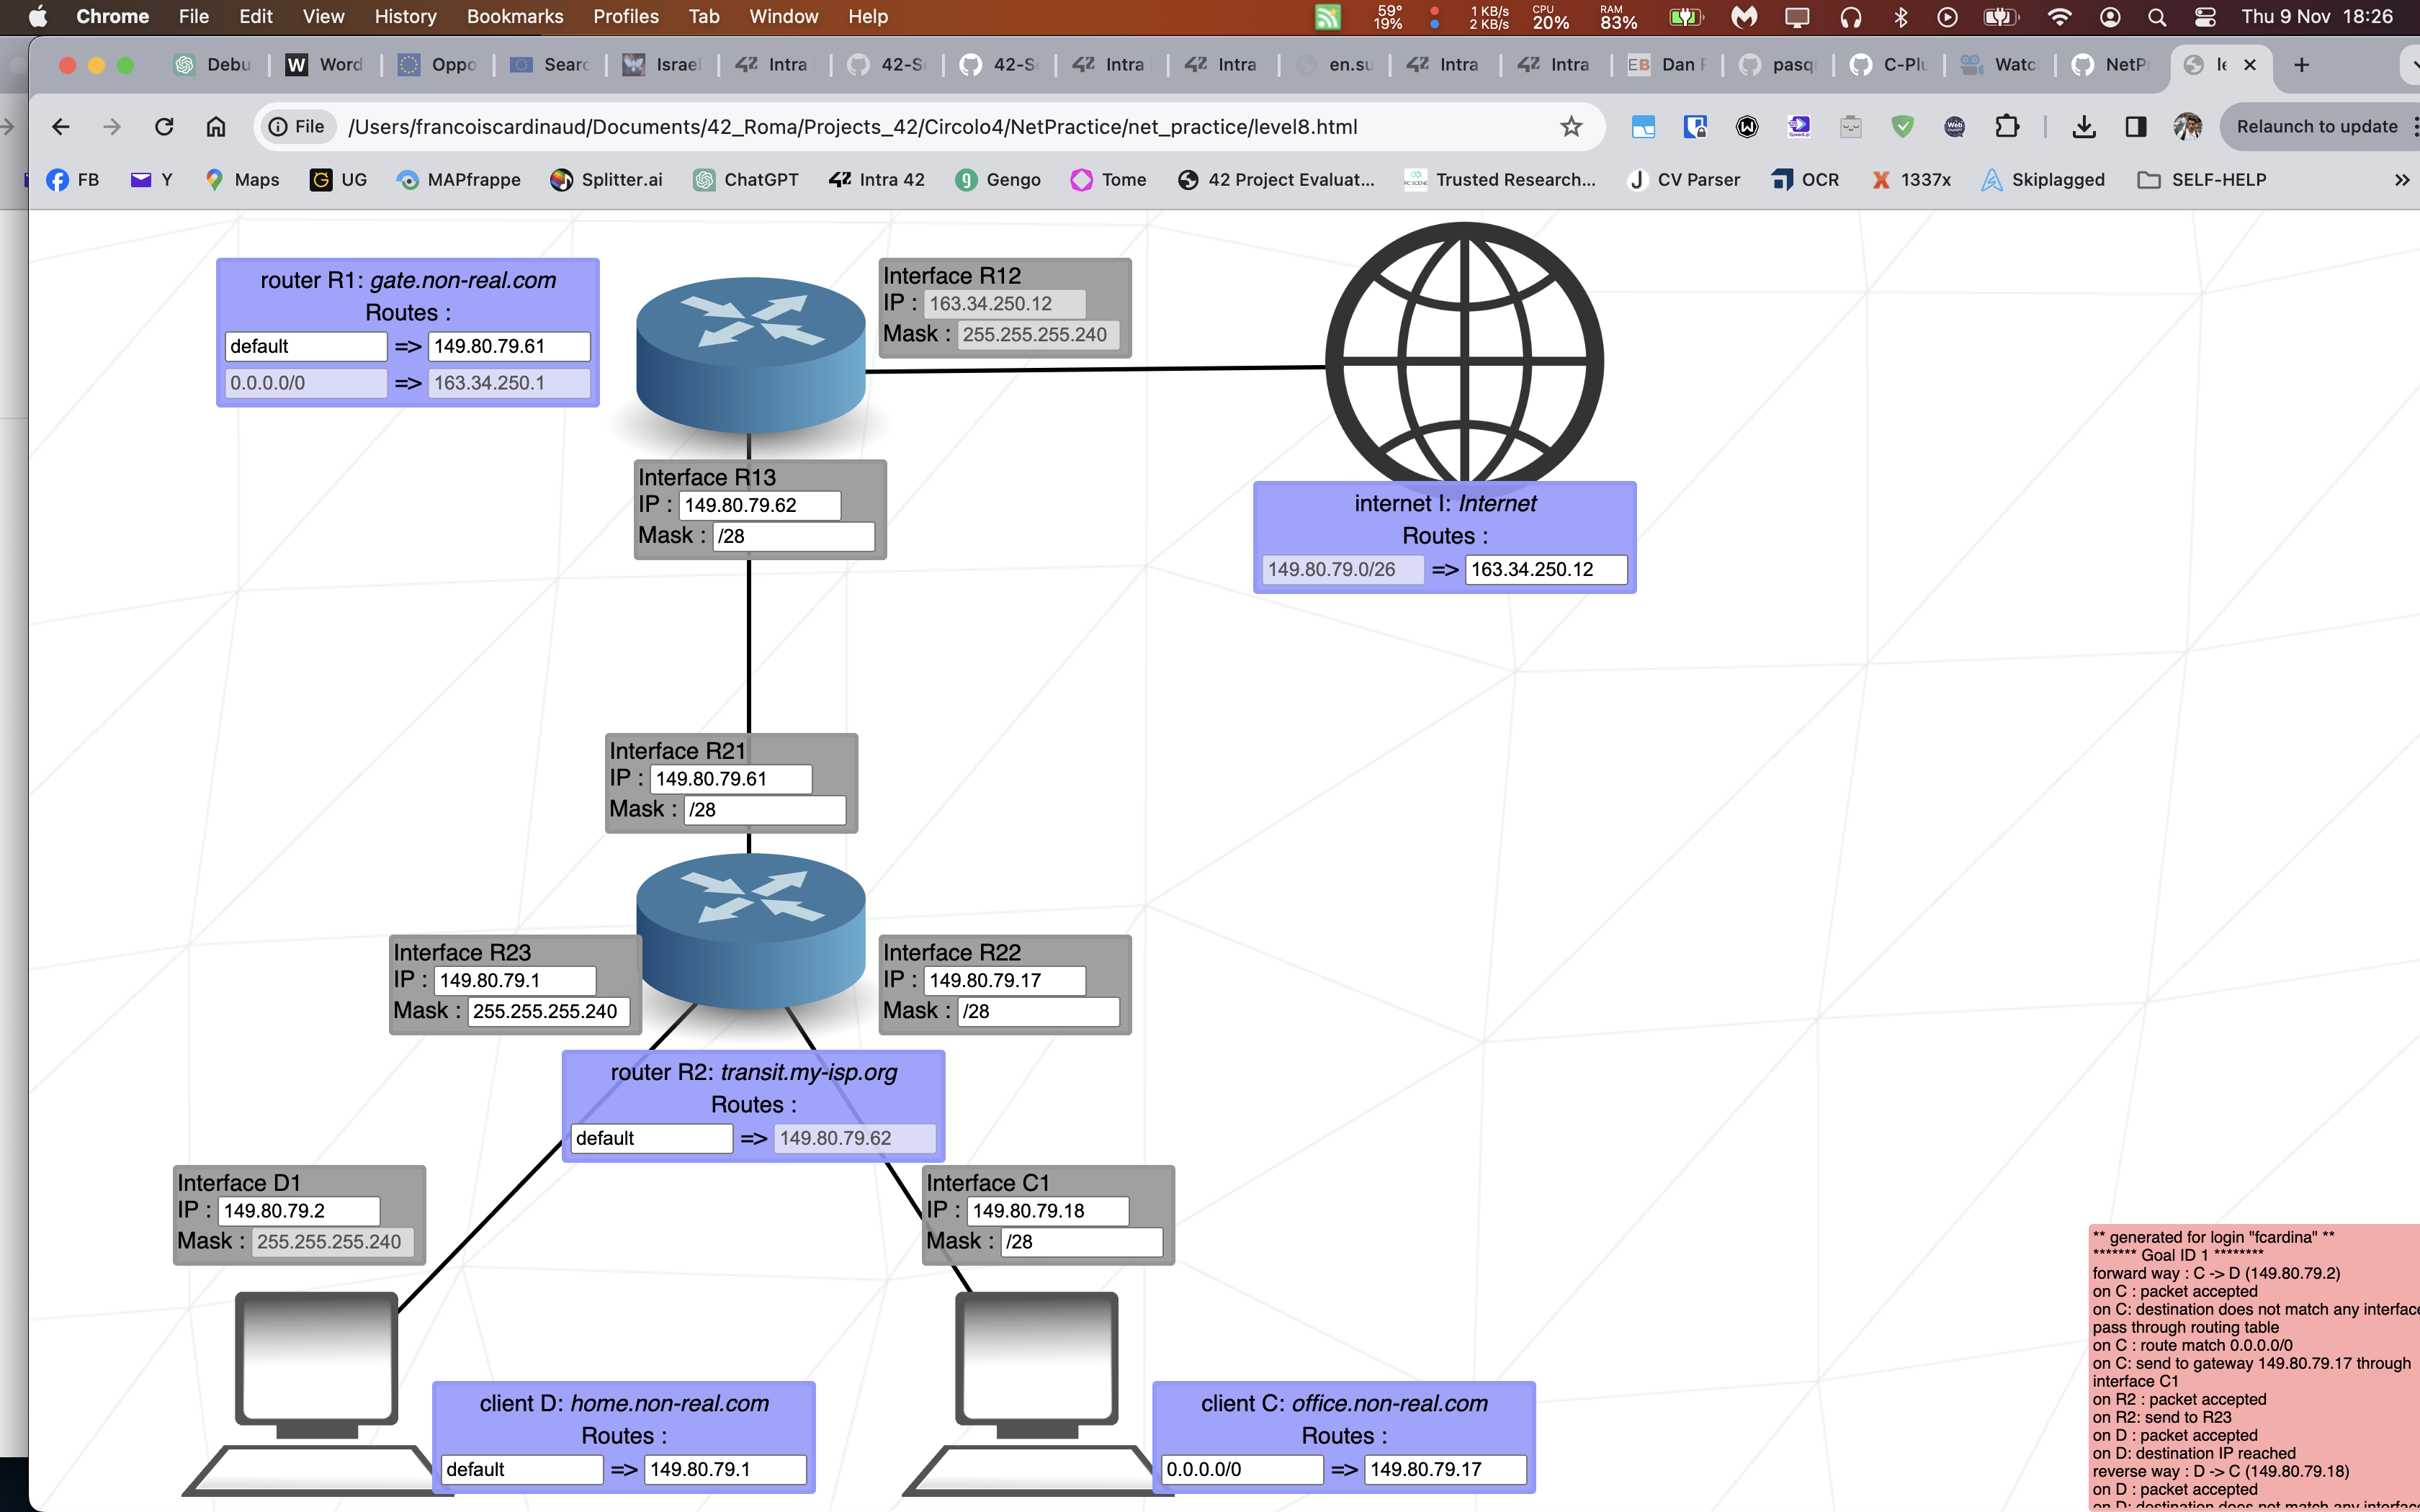 Chrome File Edit View History Bookmarks Profiles Tab Window Help 59° 19% 1 KB/s 2 KB/s CPU 20% RAM 83% Thu 9 Nov 18:26
Debu Word Oppo Searc Israel Intra 42-S 42-S Intra Intra en.su Intra Intra Dan pasq C-Plu Watc NetP le
File /Users/francoiscardinaud/Documents/42_Roma/Projects_42/Circolo4/NetPractice/net_practice/level8.html Relaunch to update
FB Y Maps UG MAPfrappe Splitter.ai ChatGPT Intra 42 Gengo Tome 42 Project Evaluat... Trusted Research... CV Parser OCR 1337x Skiplagged SELF-HELP »
router R1: gate.non-real.com
Routes :
default => 149.80.79.61
0.0.0.0/0 => 163.34.250.1
Interface R12
IP : 163.34.250.12
Mask : 255.255.255.240
Interface R13
IP : 149.80.79.62
Mask : /28
internet I: Internet
Routes :
149.80.79.0/26 => 163.34.250.12
Interface R21
IP : 149.80.79.61
Mask : /28
Interface R23
IP : 149.80.79.1
Mask : 255.255.255.240
Interface R22
IP : 149.80.79.17
Mask : /28
router R2: transit.my-isp.org
Routes :
default => 149.80.79.62
Interface D1
IP : 149.80.79.2
Mask : 255.255.255.240
Interface C1
IP : 149.80.79.18
Mask : /28
client D: home.non-real.com
Routes :
default => 149.80.79.1
client C: office.non-real.com
Routes :
0.0.0.0/0 => 149.80.79.17
** generated for login "fcardina" **
******* Goal ID 1 ********
forward way : C -> D (149.80.79.2)
on C : packet accepted
on C: destination does not match any interface
pass through routing table
on C : route match 0.0.0.0/0
on C: send to gateway 149.80.79.17 through
interface C1
on R2 : packet accepted
on R2: send to R23
on D : packet accepted
on D: destination IP reached
reverse way : D -> C (149.80.79.18)
on D : packet accepted
on D: destination does not match any interface